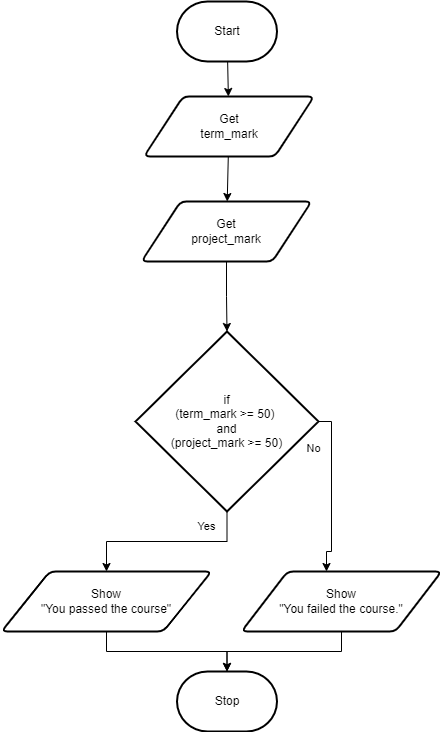 Start
Get
term_mark
Get
project_mark
if
(term_mark >= 50)
and
(project_mark >= 50)
No
Yes
Show
"You passed the course"
Show
"You failed the course."
Stop